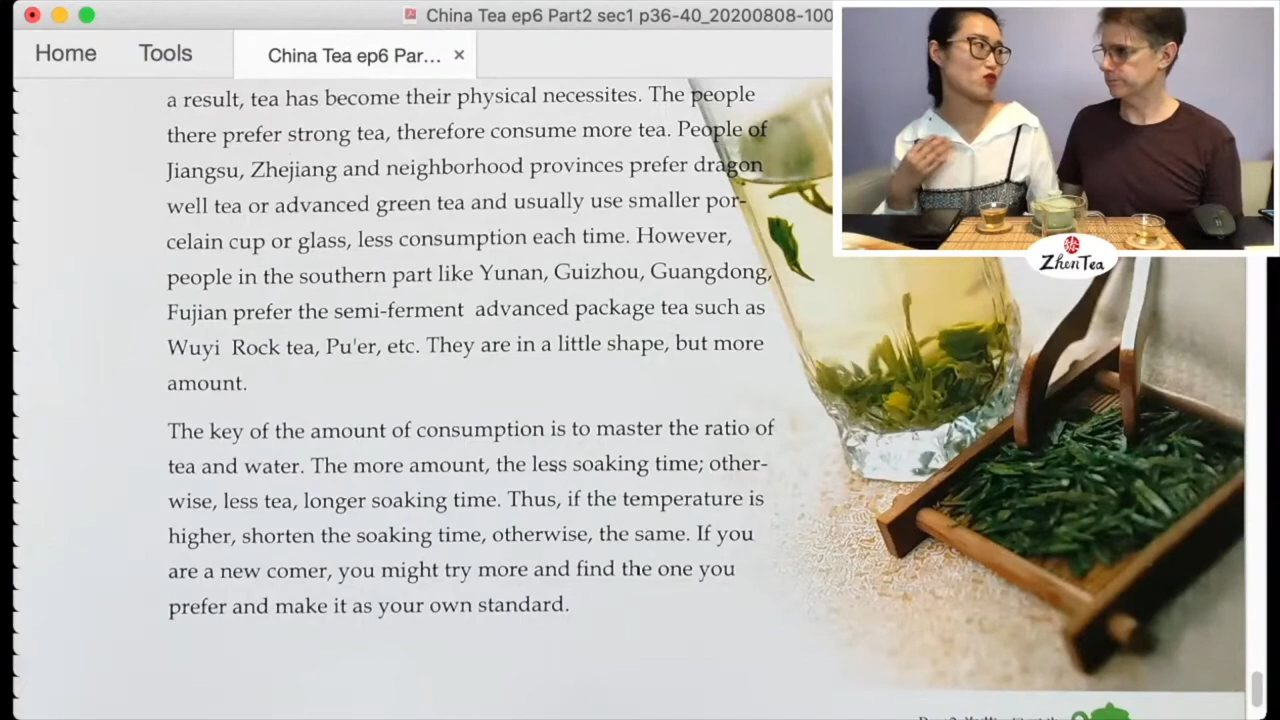 China Tea ep6 Part2 sec1 p36-40_20200808-100
Home
Tools
China Tea ep6 Par...
a result, tea has become their physical necessites. The people
there prefer strong tea, therefore consume more tea. People of
Jiangsu, Zhejiang and neighborhood provinces prefer dragon
well tea or advanced green tea and usually use smaller por-
celain cup or glass, less consumption each time. However,
people in the southern part like Yunan, Guizhou, Guangdong,
Fujian prefer the semi-ferment advanced package tea such as
Wuyi Rock tea, Pu'er, etc. They are in a little shape, but more
amount.
The key of the amount of consumption is to master the ratio of
tea and water. The more amount, the less soaking time; other-
wise, less tea, longer soaking time. Thus, if the temperature is
higher, shorten the soaking time, otherwise, the same. If you
are a new comer, you might try more and find the one you
prefer and make it as your own standard.
ZhenTea